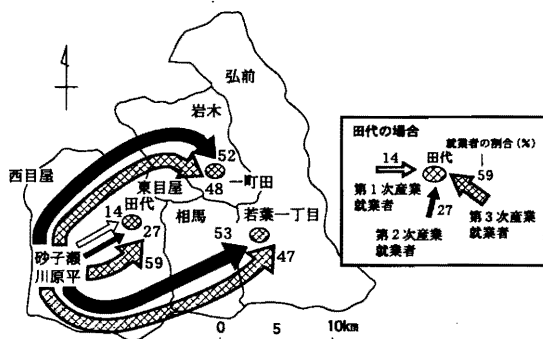 弘前
岩木
52
西目屋
東目屋
48
一町田
田代
14
相馬
若葉一丁目
27
53
砂子瀬
川原平
59
47
0 5 10km
田代の場合
就業者の割合(%)
14
田代
59
第1次産業
就業者
27
第2次産業
就業者
第3次産業
就業者